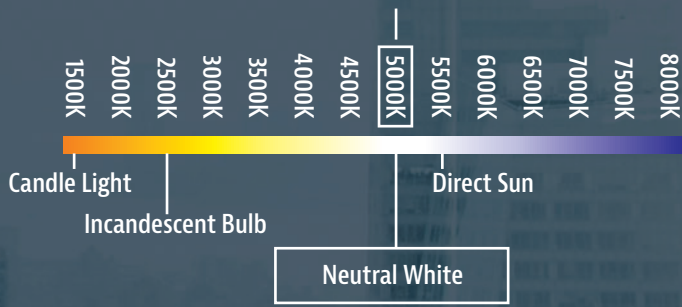 1500K
2000K
2500K
3000K
3500K
4000K
4500K
5000K
5500K
6000K
6500K
7000K
7500K
8000K
Candle Light
Direct Sun
Incandescent Bulb
Neutral White